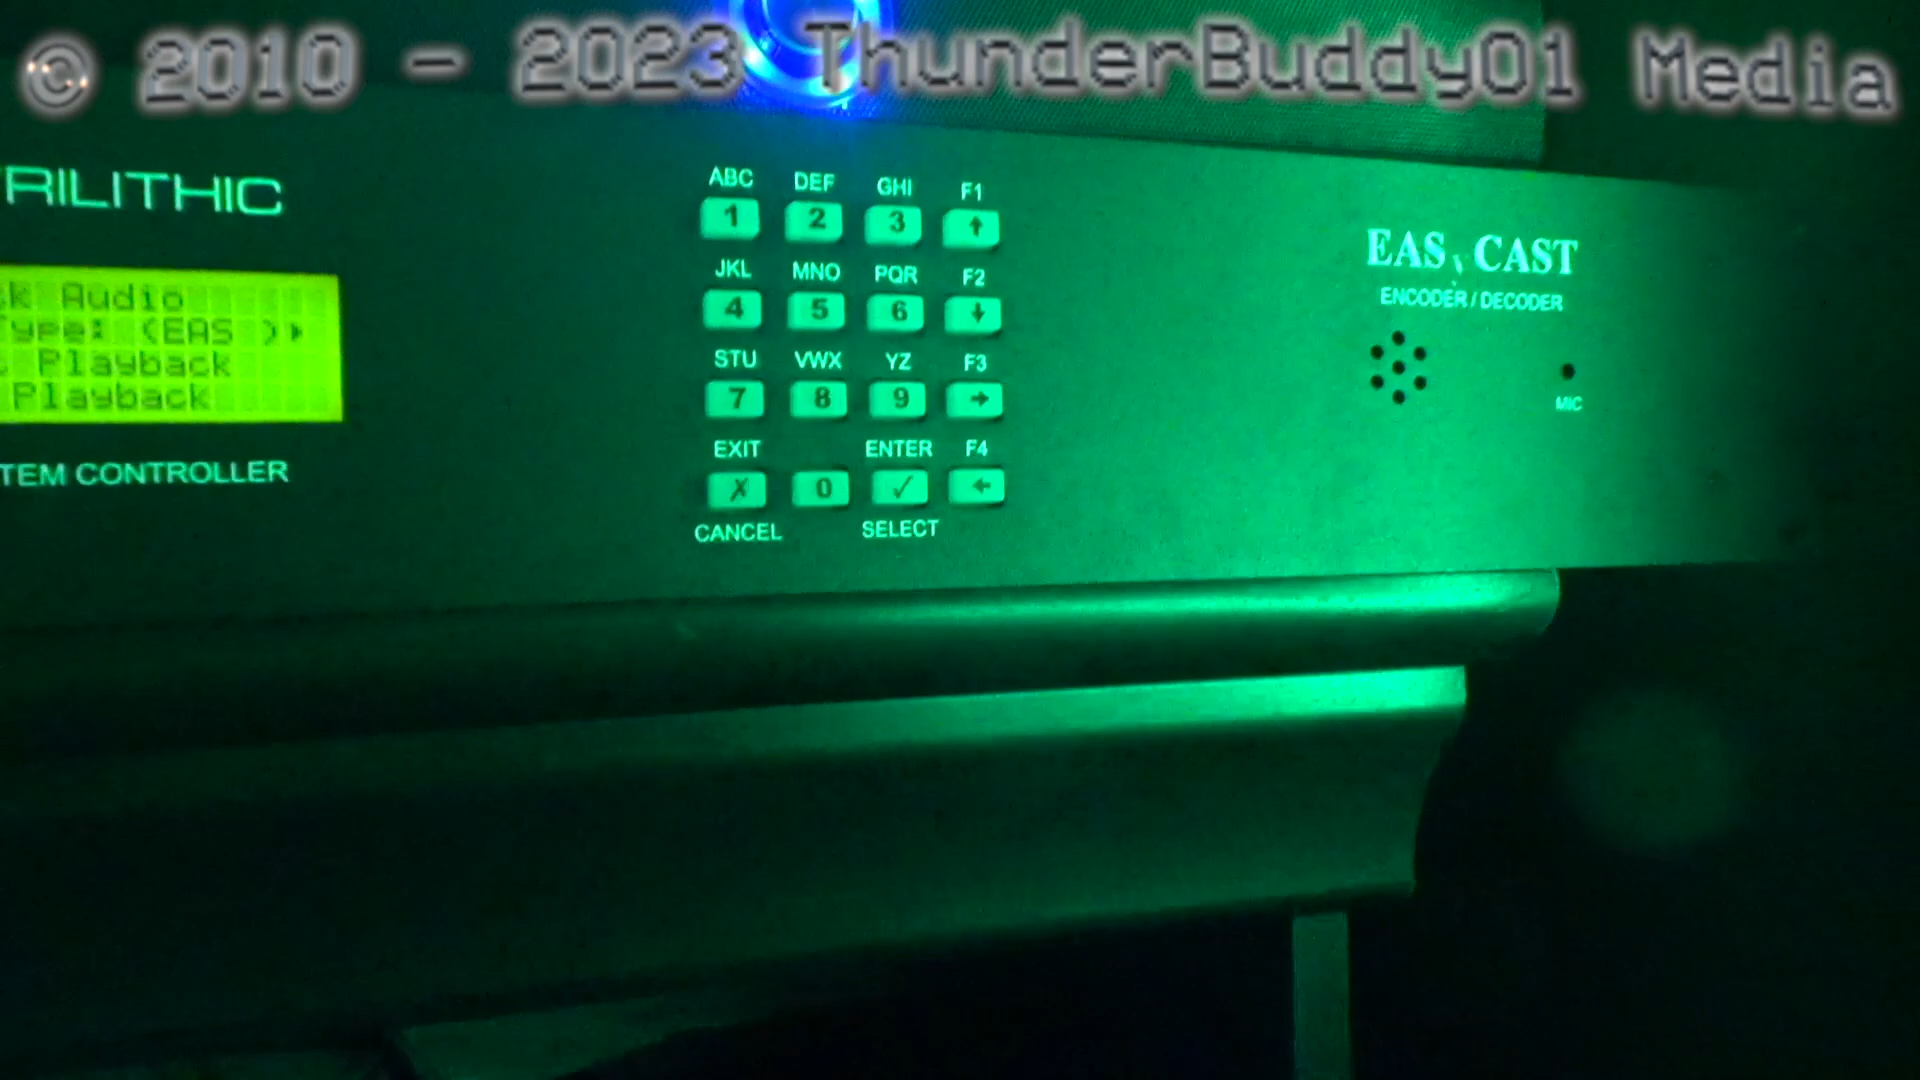 © 2010 - 2023 ThunderBuddy01 Media
RILITHIC
k Audio
ype: (EAS )▸
Playback
Playback
TEM CONTROLLER
ABC DEF GHI F1
1 2 3 ↑
JKL MNO PQR F2
4 5 6 ↓
STU VWX YZ F3
7 8 9 →
EXIT ENTER F4
X 0 ✓ ←
CANCEL SELECT
EASyCAST
ENCODER / DECODER
MIC